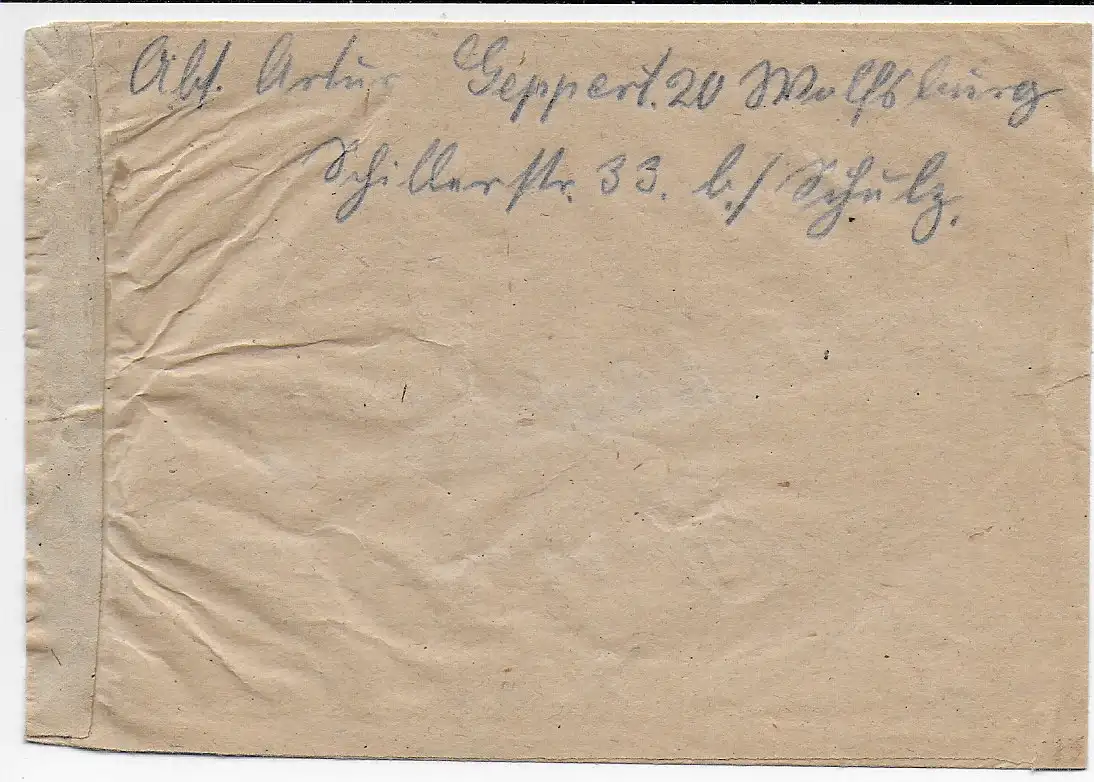 Abs. Artur Geppert. 20 Wolfsburg
Schillerstr. 33. b./ Schulz.